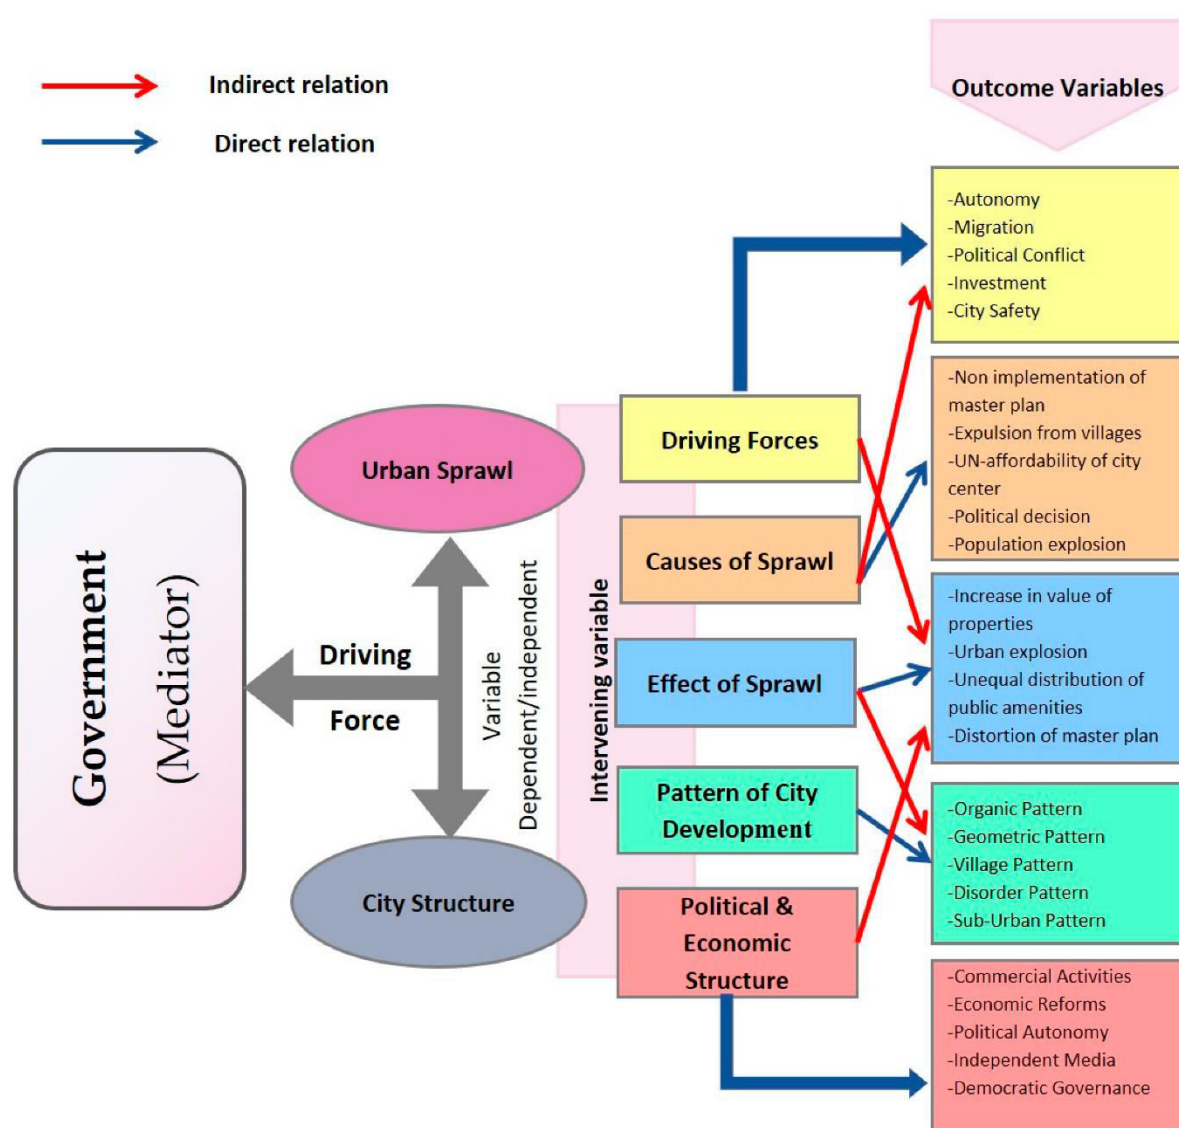 Indirect relation
Direct relation
Outcome Variables
Government
(Mediator)
Urban Sprawl
Driving
Force
Variable
Dependent/independent
City Structure
Intervening variable
Driving Forces
Causes of Sprawl
Effect of Sprawl
Pattern of City
Development
Political &
Economic
Structure
-Autonomy
-Migration
-Political Conflict
-Investment
-City Safety
-Non implementation of
master plan
-Expulsion from villages
-UN-affordability of city
center
-Political decision
-Population explosion
-Increase in value of
properties
-Urban explosion
-Unequal distribution of
public amenities
-Distortion of master plan
-Organic Pattern
-Geometric Pattern
-Village Pattern
-Disorder Pattern
-Sub-Urban Pattern
-Commercial Activities
-Economic Reforms
-Political Autonomy
-Independent Media
-Democratic Governance